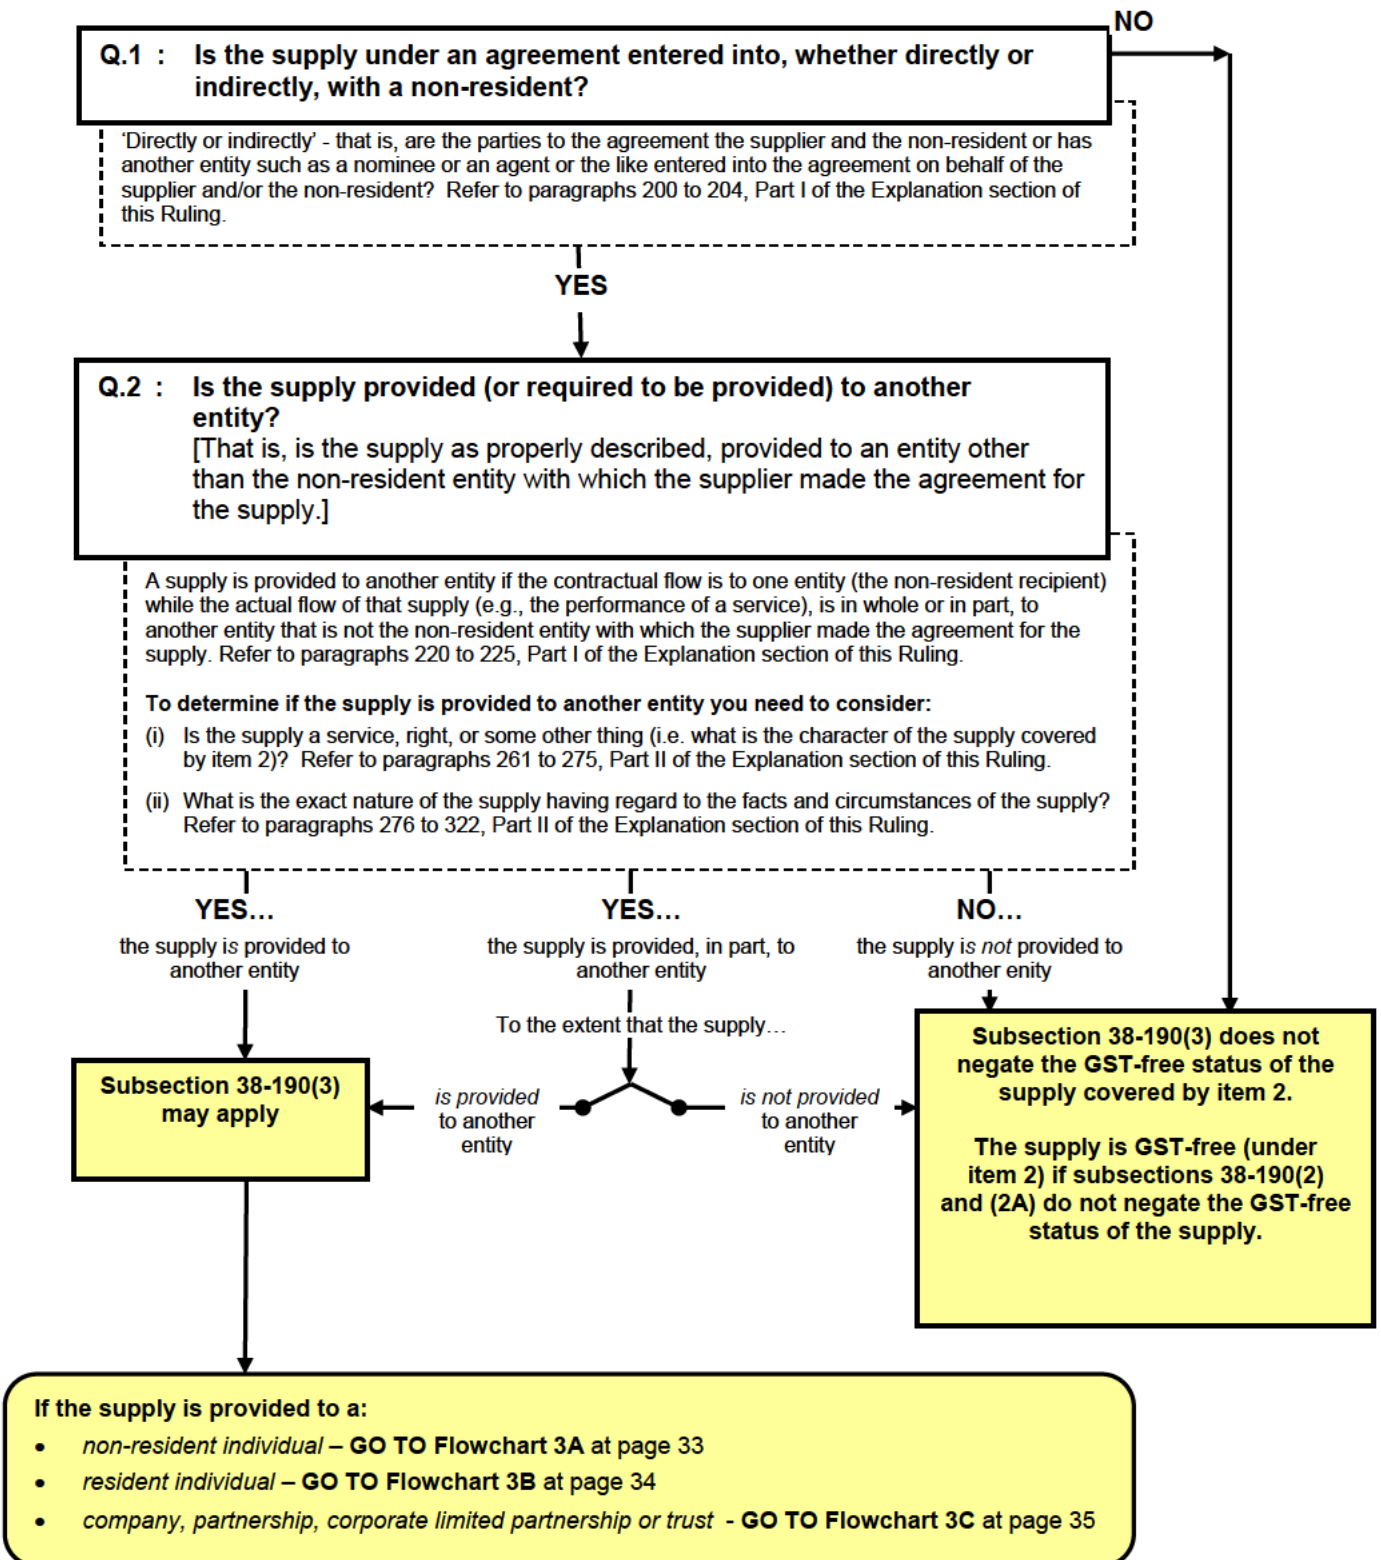 NO
Q.1 : Is the supply under an agreement entered into, whether directly or
indirectly, with a non-resident?
‘Directly or indirectly’ - that is, are the parties to the agreement the supplier and the non-resident or has
another entity such as a nominee or an agent or the like entered into the agreement on behalf of the
supplier and/or the non-resident? Refer to paragraphs 200 to 204, Part I of the Explanation section of
this Ruling.
YES
Q.2 : Is the supply provided (or required to be provided) to another
entity?
[That is, is the supply as properly described, provided to an entity other
than the non-resident entity with which the supplier made the agreement for
the supply.]
A supply is provided to another entity if the contractual flow is to one entity (the non-resident recipient)
while the actual flow of that supply (e.g., the performance of a service), is in whole or in part, to
another entity that is not the non-resident entity with which the supplier made the agreement for the
supply. Refer to paragraphs 220 to 225, Part I of the Explanation section of this Ruling.
To determine if the supply is provided to another entity you need to consider:
(i) Is the supply a service, right, or some other thing (i.e. what is the character of the supply covered
by item 2)? Refer to paragraphs 261 to 275, Part II of the Explanation section of this Ruling.
(ii) What is the exact nature of the supply having regard to the facts and circumstances of the supply?
Refer to paragraphs 276 to 322, Part II of the Explanation section of this Ruling.
YES…
the supply is provided to
another entity
YES…
the supply is provided, in part, to
another entity
NO…
the supply is not provided to
another enity
To the extent that the supply…
Subsection 38-190(3)
may apply
is provided
to another
entity
is not provided
to another
entity
Subsection 38-190(3) does not
negate the GST-free status of the
supply covered by item 2.
The supply is GST-free (under
item 2) if subsections 38-190(2)
and (2A) do not negate the GST-free
status of the supply.
If the supply is provided to a:
• non-resident individual – GO TO Flowchart 3A at page 33
• resident individual – GO TO Flowchart 3B at page 34
• company, partnership, corporate limited partnership or trust - GO TO Flowchart 3C at page 35